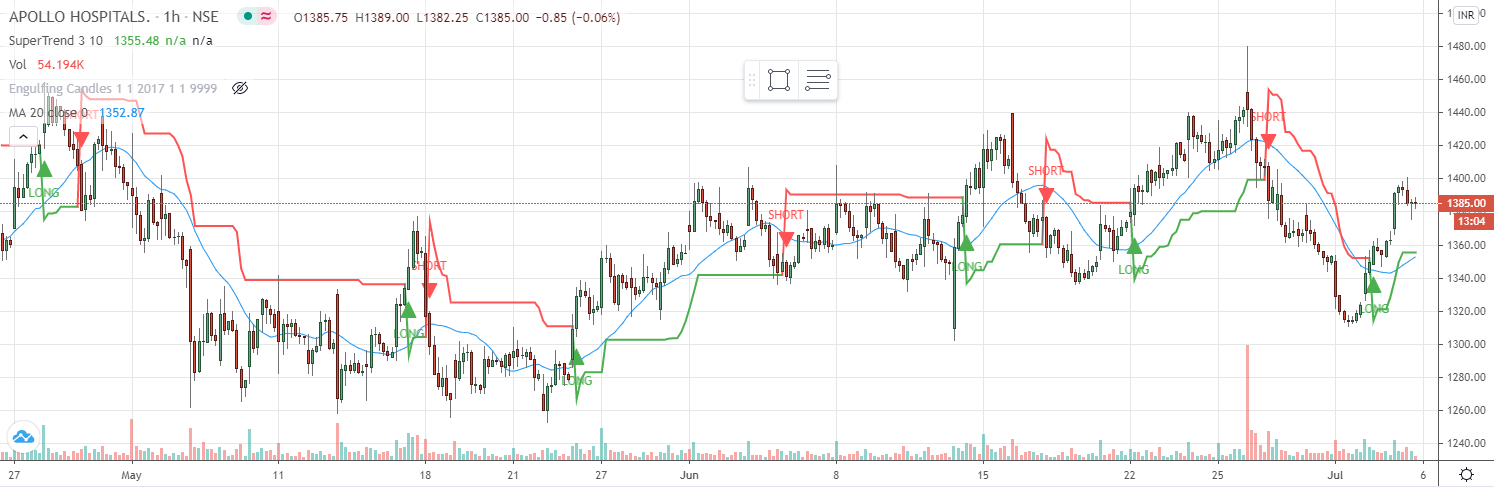 APOLLO HOSPITALS. · 1h · NSE O1385.75 H1389.00 L1382.25 C1385.00 −0.85 (−0.06%)
SuperTrend 3 10 1355.48 n/a n/a
Vol 54.194K
Engulfing Candles 1 1 2017 1 1 9999
MA 20 close 0 1352.87
INR
1480.00
1460.00
1440.00
1420.00
1400.00
1385.00
13:04
1360.00
1340.00
1320.00
1300.00
1280.00
1260.00
1240.00
SHORT
LONG
SHORT
LONG
LONG
SHORT
LONG
SHORT
LONG
SHORT
LONG
27 May 11 18 21 27 Jun 8 15 22 25 Jul 6